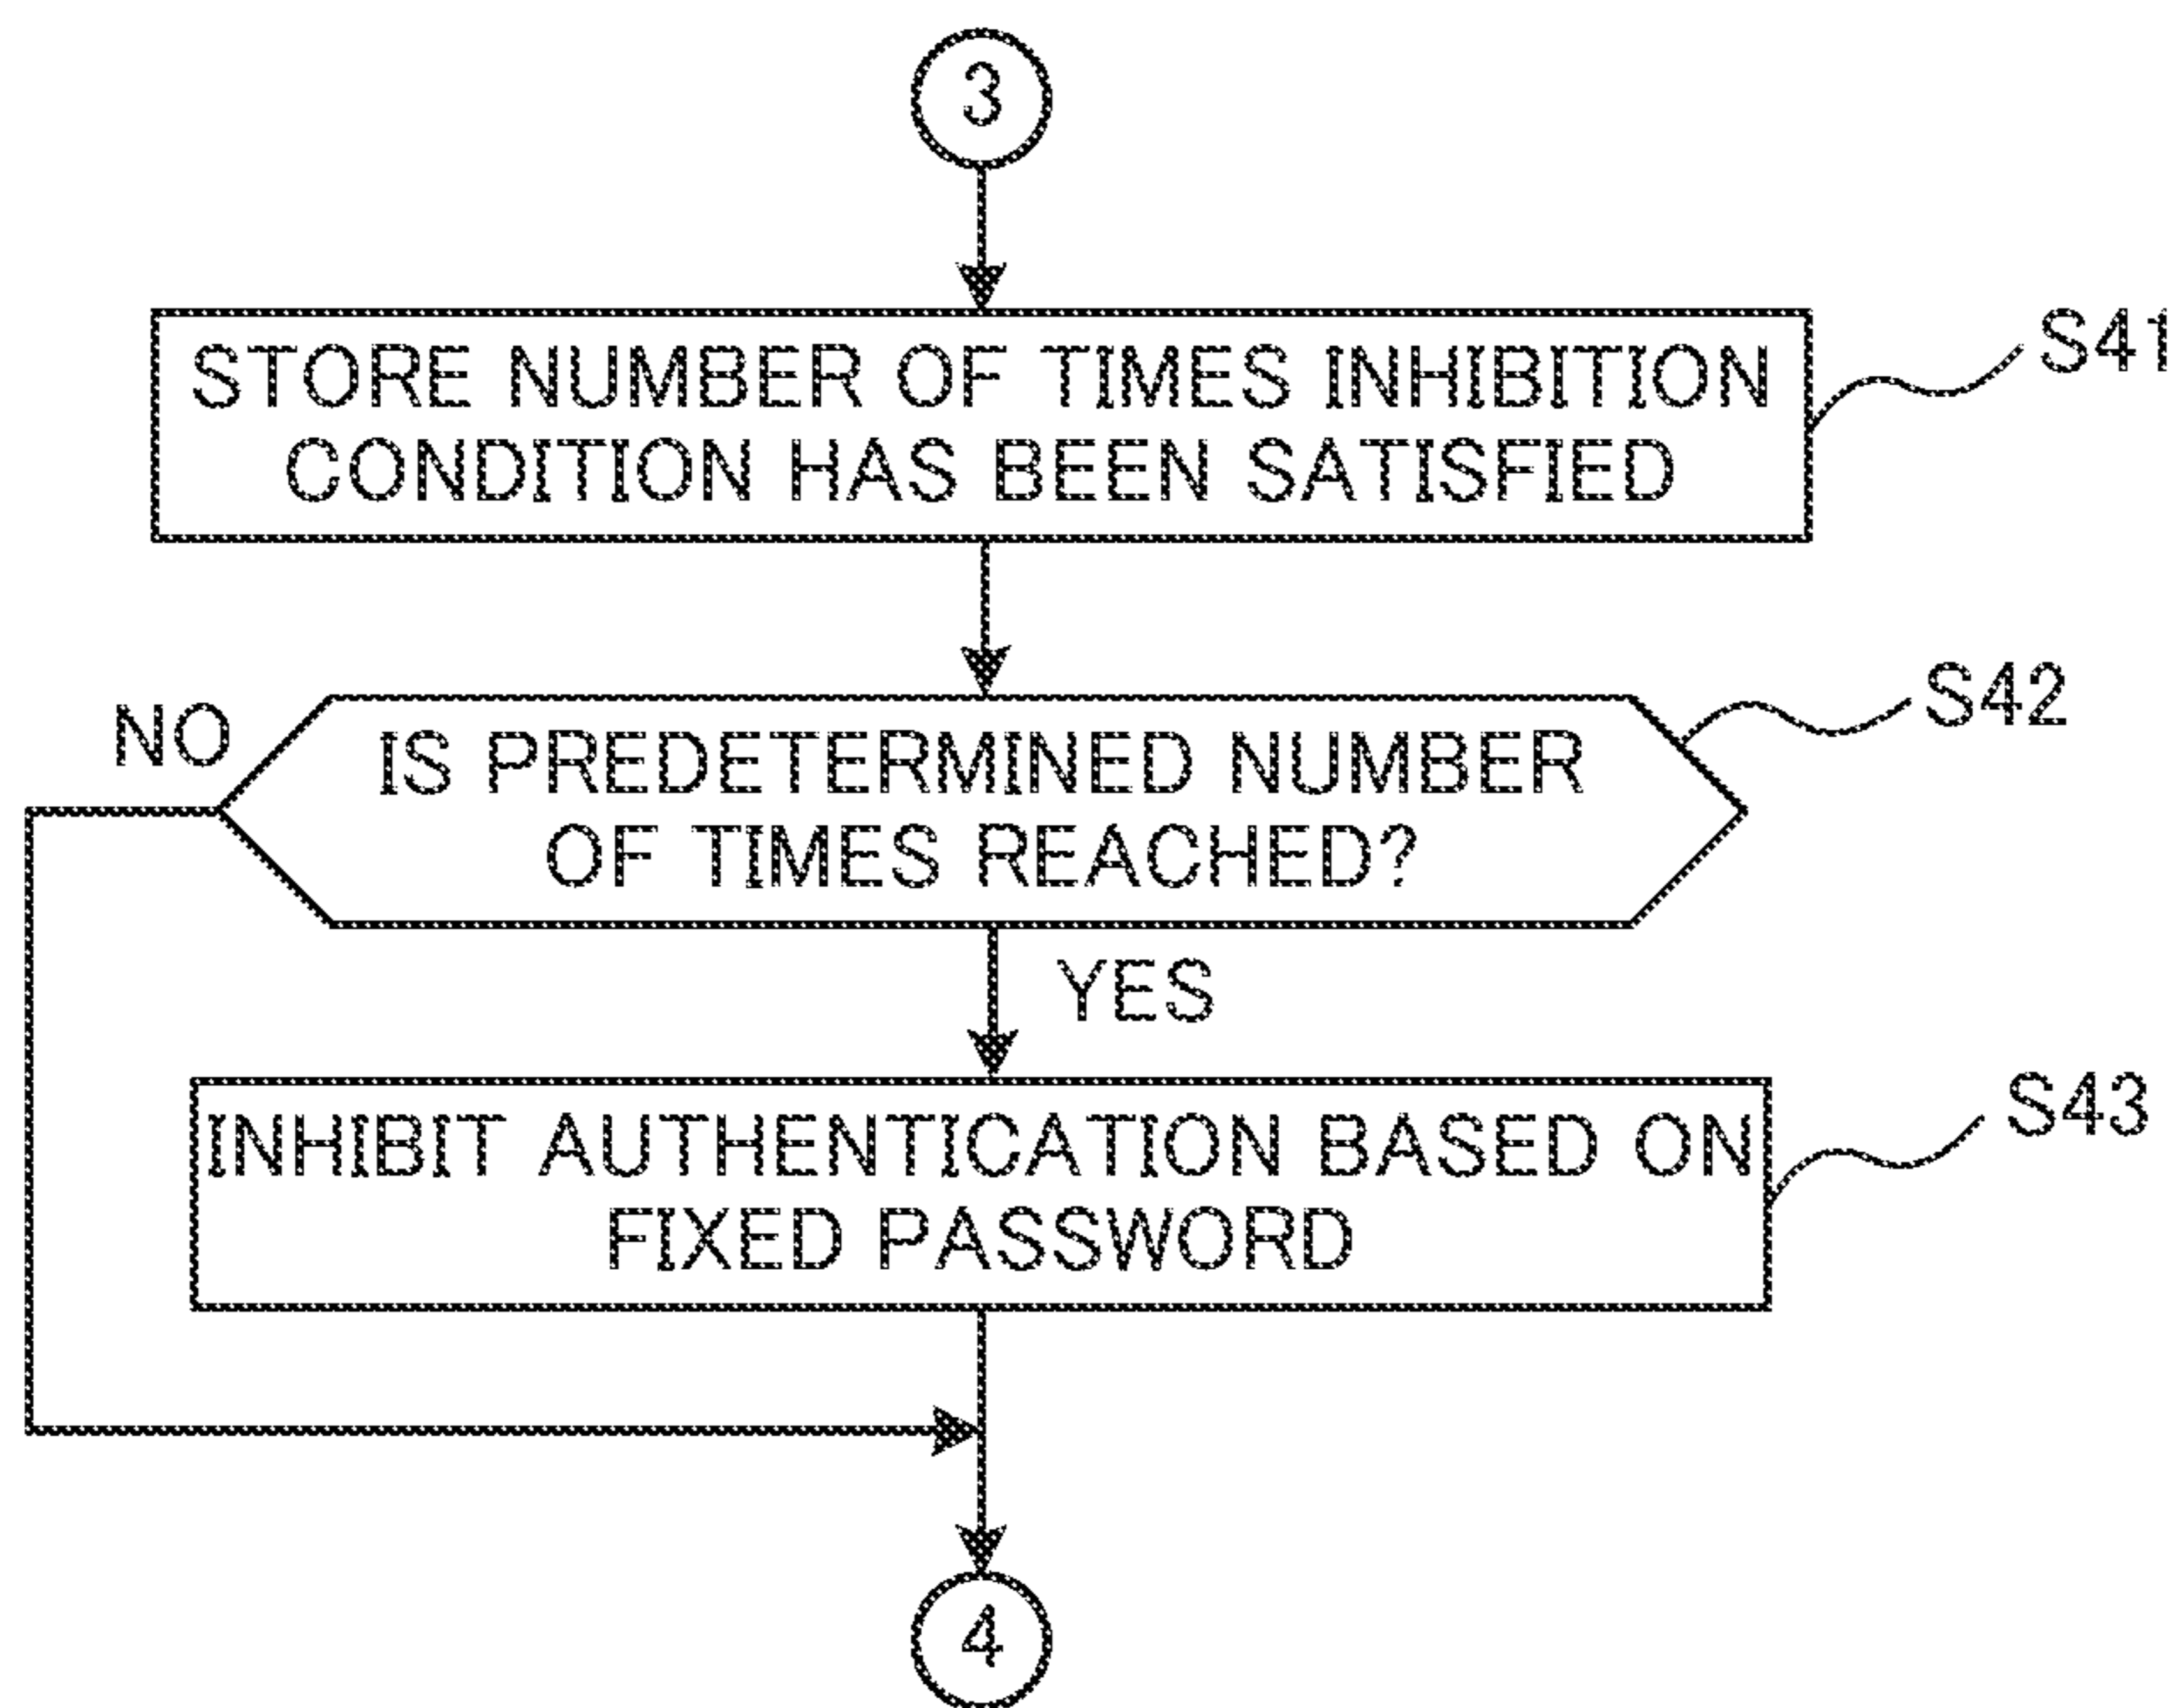 3
STORE NUMBER OF TIMES INHIBITION
CONDITION HAS BEEN SATISFIED
S41
NO
IS PREDETERMINED NUMBER
OF TIMES REACHED?
S42
YES
INHIBIT AUTHENTICATION BASED ON
FIXED PASSWORD
S43
4